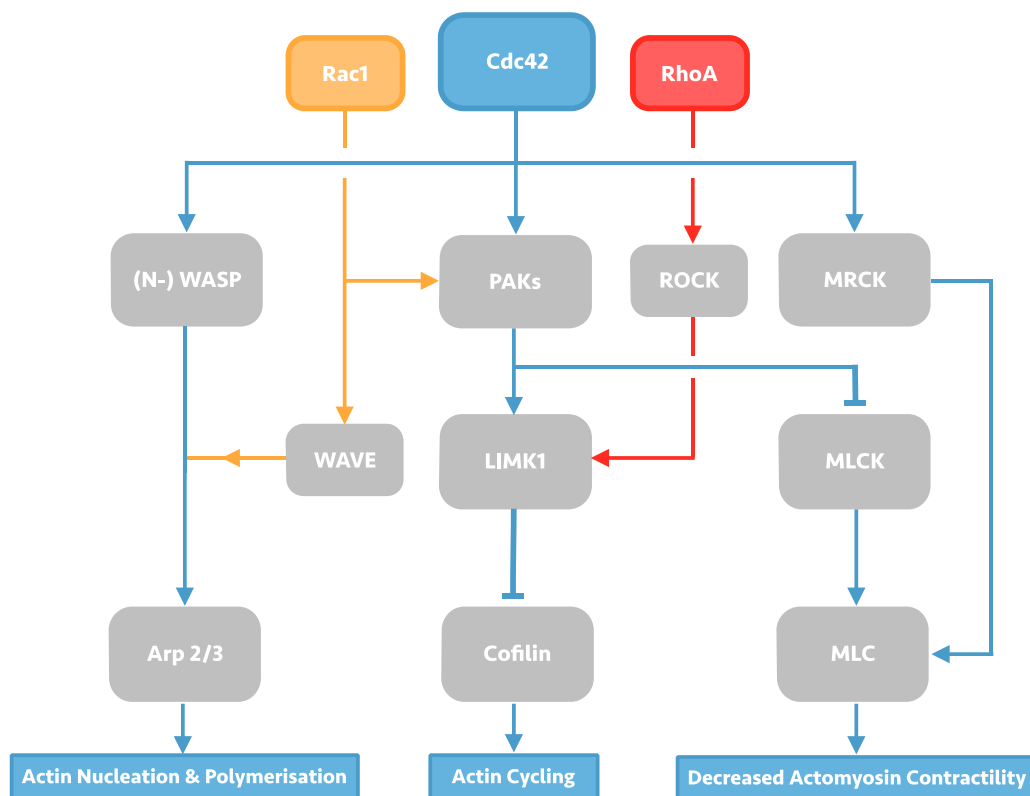 Rac1
Cdc42
RhoA
(N-) WASP
PAKs
ROCK
MRCK
WAVE
LIMK1
MLCK
Arp 2/3
Cofilin
MLC
Actin Nucleation & Polymerisation
Actin Cycling
Decreased Actomyosin Contractility